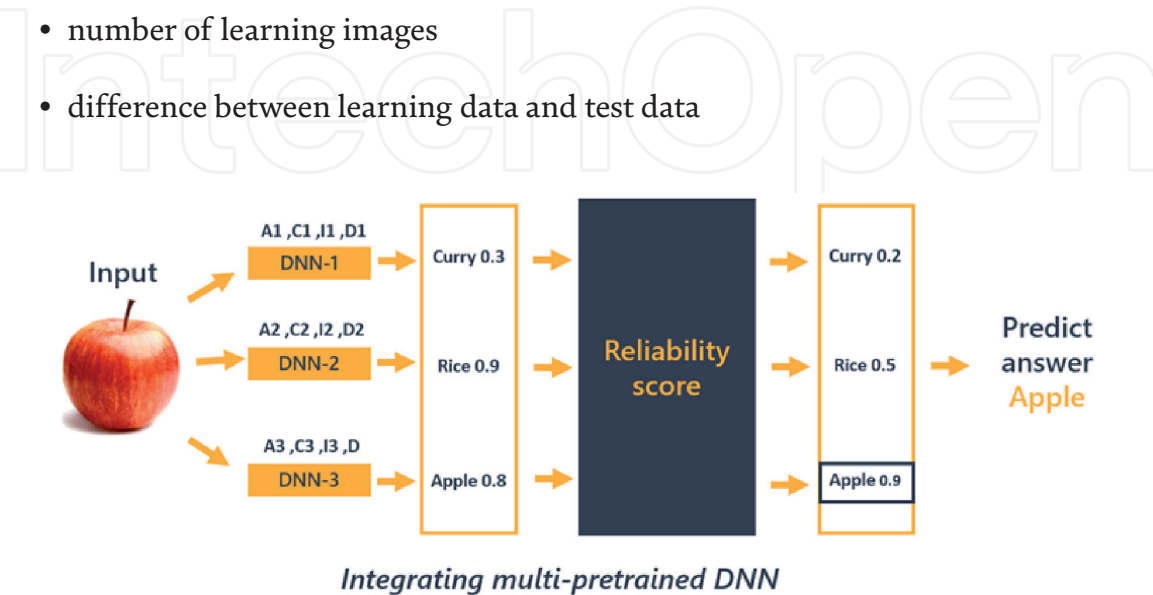 • number of learning images
• difference between learning data and test data
IntechOpen
Input
A1 ,C1 ,I1 ,D1
DNN-1
Curry 0.3
Curry 0.2
A2 ,C2 ,I2 ,D2
DNN-2
Rice 0.9
Reliability
score
Rice 0.5
Predict
answer
Apple
A3 ,C3 ,I3 ,D
DNN-3
Apple 0.8
Apple 0.9
Integrating multi-pretrained DNN